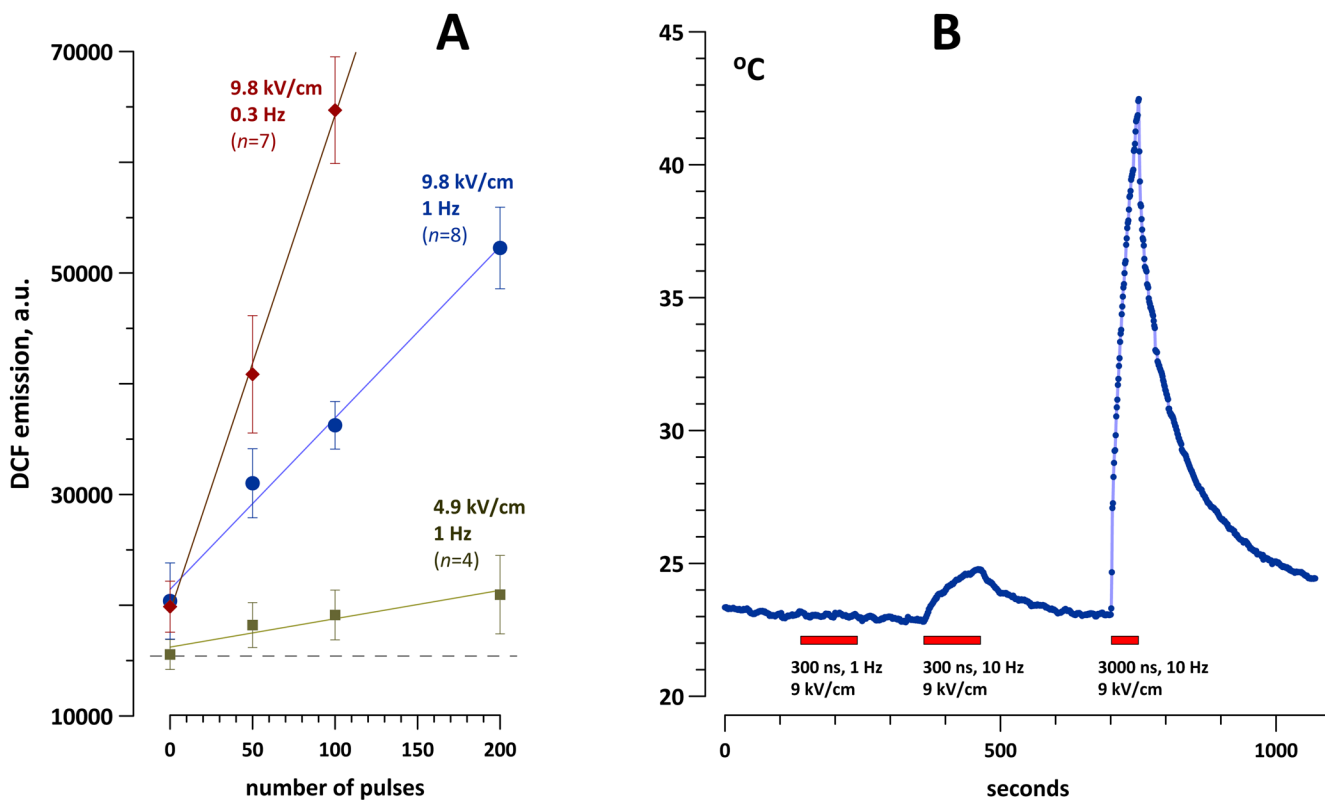 A
70000
50000
30000
10000
DCF emission, a.u.
9.8 kV/cm
0.3 Hz
(n=7)
9.8 kV/cm
1 Hz
(n=8)
4.9 kV/cm
1 Hz
(n=4)
0
50
100
150
200
number of pulses
B
°C
45
40
35
30
25
20
300 ns, 1 Hz
9 kV/cm
300 ns, 10 Hz
9 kV/cm
3000 ns, 10 Hz
9 kV/cm
0
500
1000
seconds